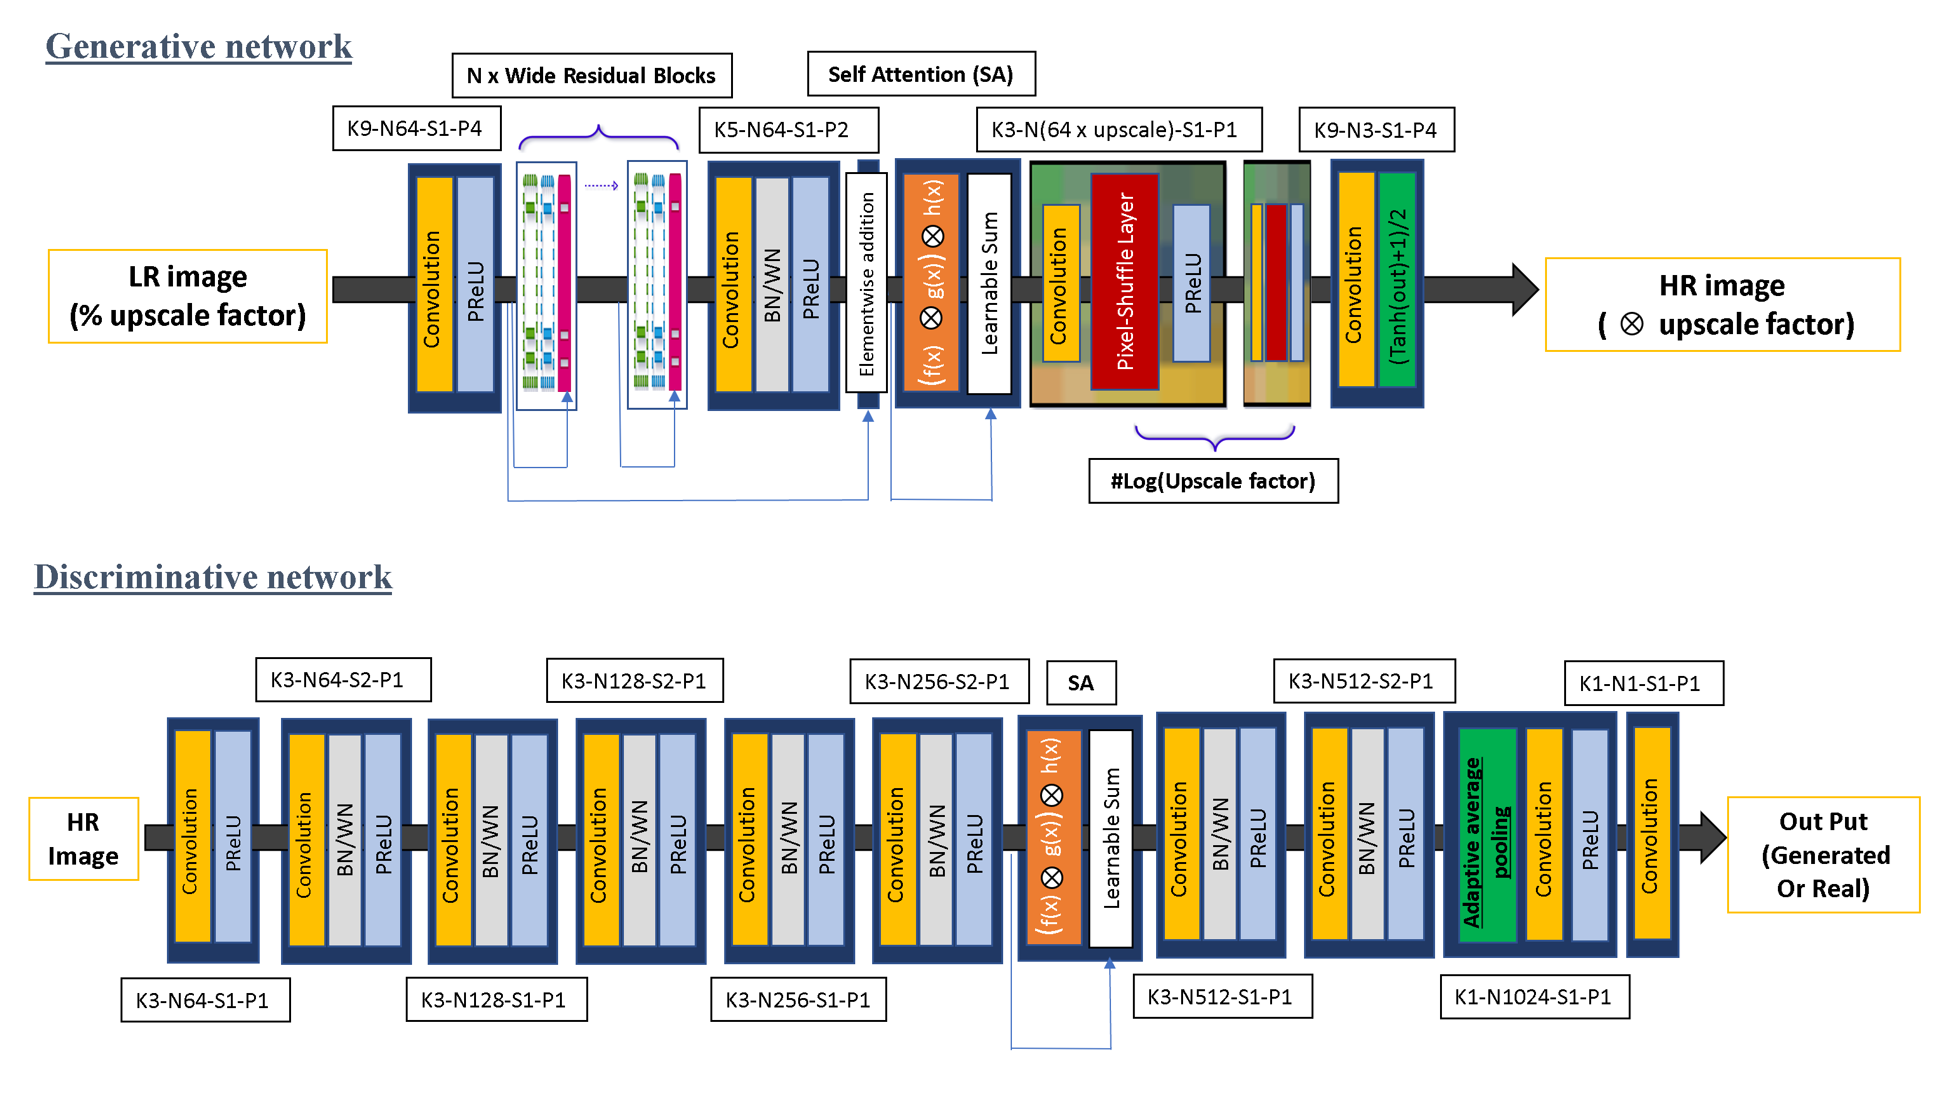 Generative network
N x Wide Residual Blocks
Self Attention (SA)
K9-N64-S1-P4
K5-N64-S1-P2
K3-N(64 x upscale)-S1-P1
K9-N3-S1-P4
LR image
(% upscale factor)
Convolution
PReLU
Convolution
BN/WN
PReLU
Elementwise addition
(f(x) ⊗ g(x)) ⊗ h(x)
Learnable Sum
Convolution
Pixel-Shuffle Layer
PReLU
Convolution
(Tanh(out)+1)/2
HR image
( ⊗ upscale factor)
#Log(Upscale factor)
Discriminative network
K3-N64-S2-P1
K3-N128-S2-P1
K3-N256-S2-P1
SA
K3-N512-S2-P1
K1-N1-S1-P1
HR
Image
Convolution
PReLU
Convolution
BN/WN
PReLU
Convolution
BN/WN
PReLU
Convolution
BN/WN
PReLU
Convolution
BN/WN
PReLU
Convolution
BN/WN
PReLU
(f(x) ⊗ g(x)) ⊗ h(x)
Learnable Sum
Convolution
BN/WN
PReLU
Convolution
BN/WN
PReLU
Adaptive average
pooling
Convolution
PReLU
Convolution
Out Put
(Generated
Or Real)
K3-N64-S1-P1
K3-N128-S1-P1
K3-N256-S1-P1
K3-N512-S1-P1
K1-N1024-S1-P1